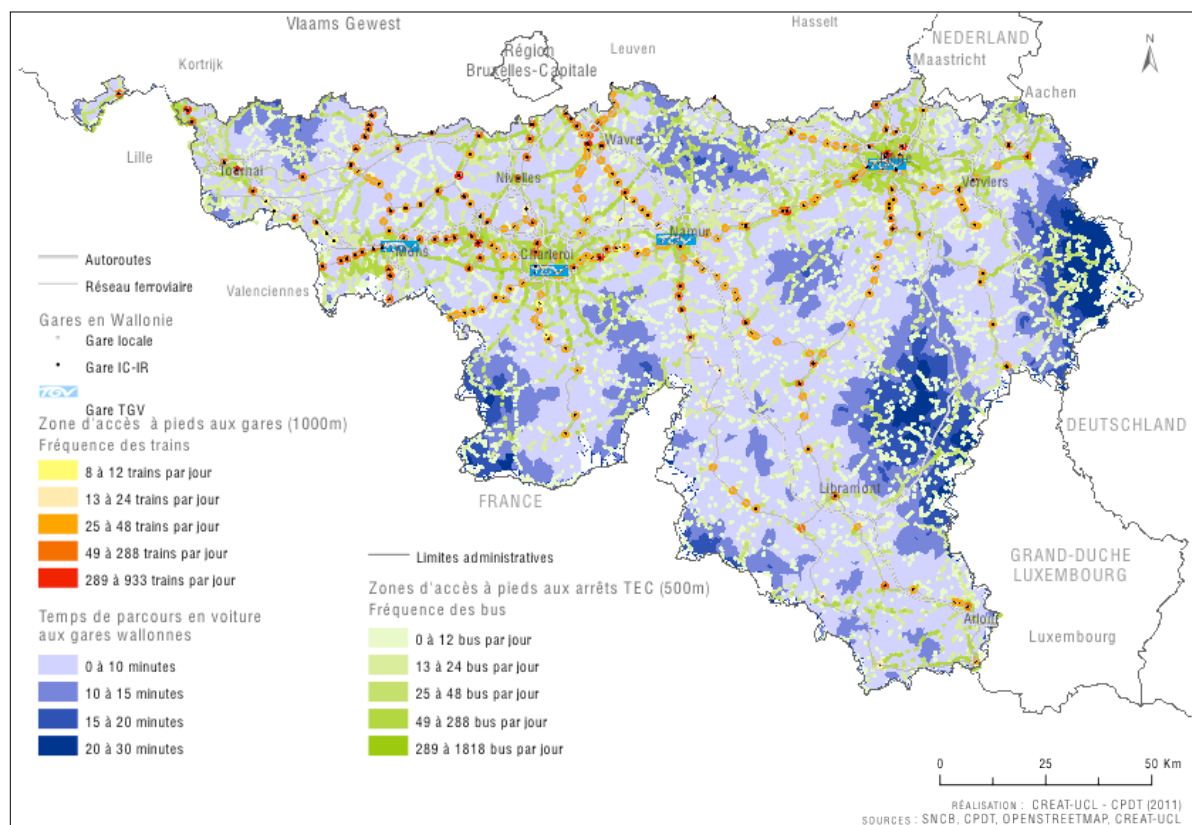 Vlaams Gewest
Hasselt
NEDERLAND
Maastricht
N
Région
Bruxelles-Capitale
Leuven
Kortrijk
Aachen
Lille
Wavre
Liège
Tournai
Nivelles
Verviers
Namur
TGV
Mons
Charleroi
TGV
Valenciennes
Autoroutes
Réseau ferroviaire
Gares en Wallonie
Gare locale
Gare IC-IR
TGV
Gare TGV
Zone d'accès à pieds aux gares (1000m)
Fréquence des trains
8 à 12 trains par jour
13 à 24 trains par jour
25 à 48 trains par jour
49 à 288 trains par jour
289 à 933 trains par jour
Temps de parcours en voiture
aux gares wallonnes
0 à 10 minutes
10 à 15 minutes
15 à 20 minutes
20 à 30 minutes
Limites administratives
Zones d'accès à pieds aux arrêts TEC (500m)
Fréquence des bus
0 à 12 bus par jour
13 à 24 bus par jour
25 à 48 bus par jour
49 à 288 bus par jour
289 à 1818 bus par jour
DEUTSCHLAND
FRANCE
Libramont
GRAND-DUCHE
LUXEMBOURG
Arlon
Luxembourg
0 25 50 Km
RÉALISATION : CREAT-UCL - CPDT (2011)
SOURCES : SNCB, CPDT, OPENSTREETMAP, CREAT-UCL